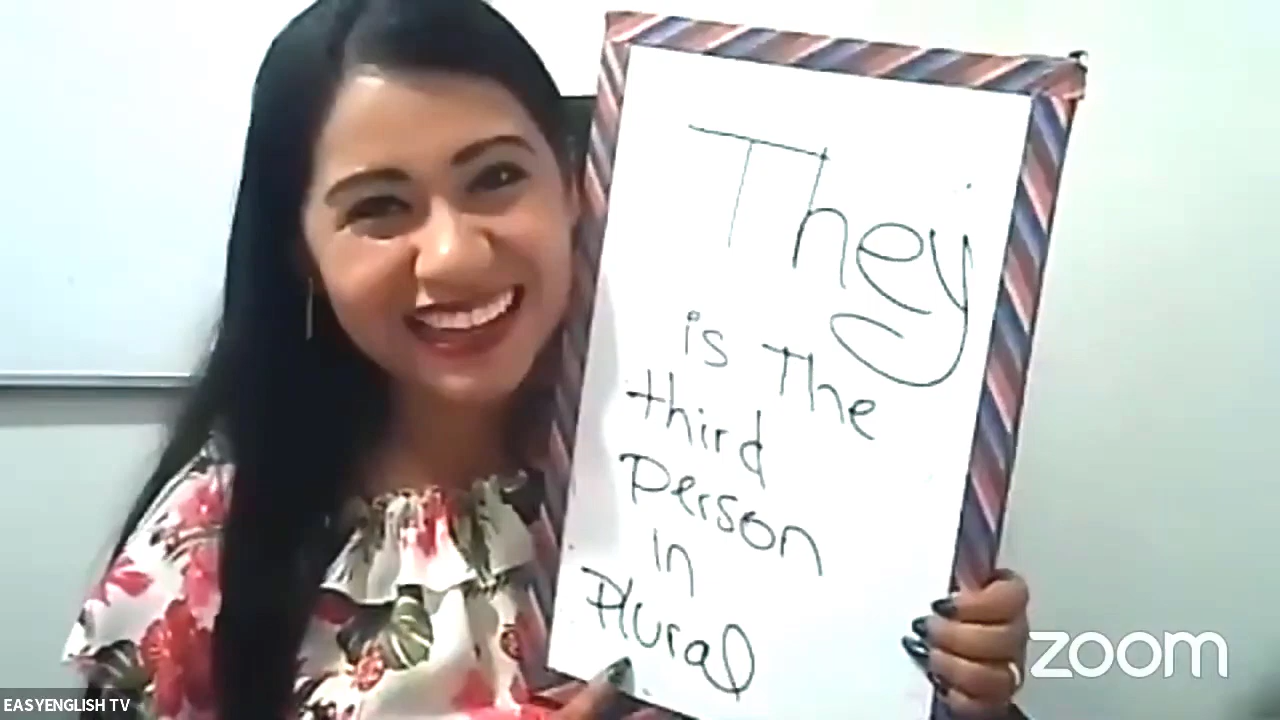 They
is The
third
Person
in
Plural
zoom
EASYENGLISH TV